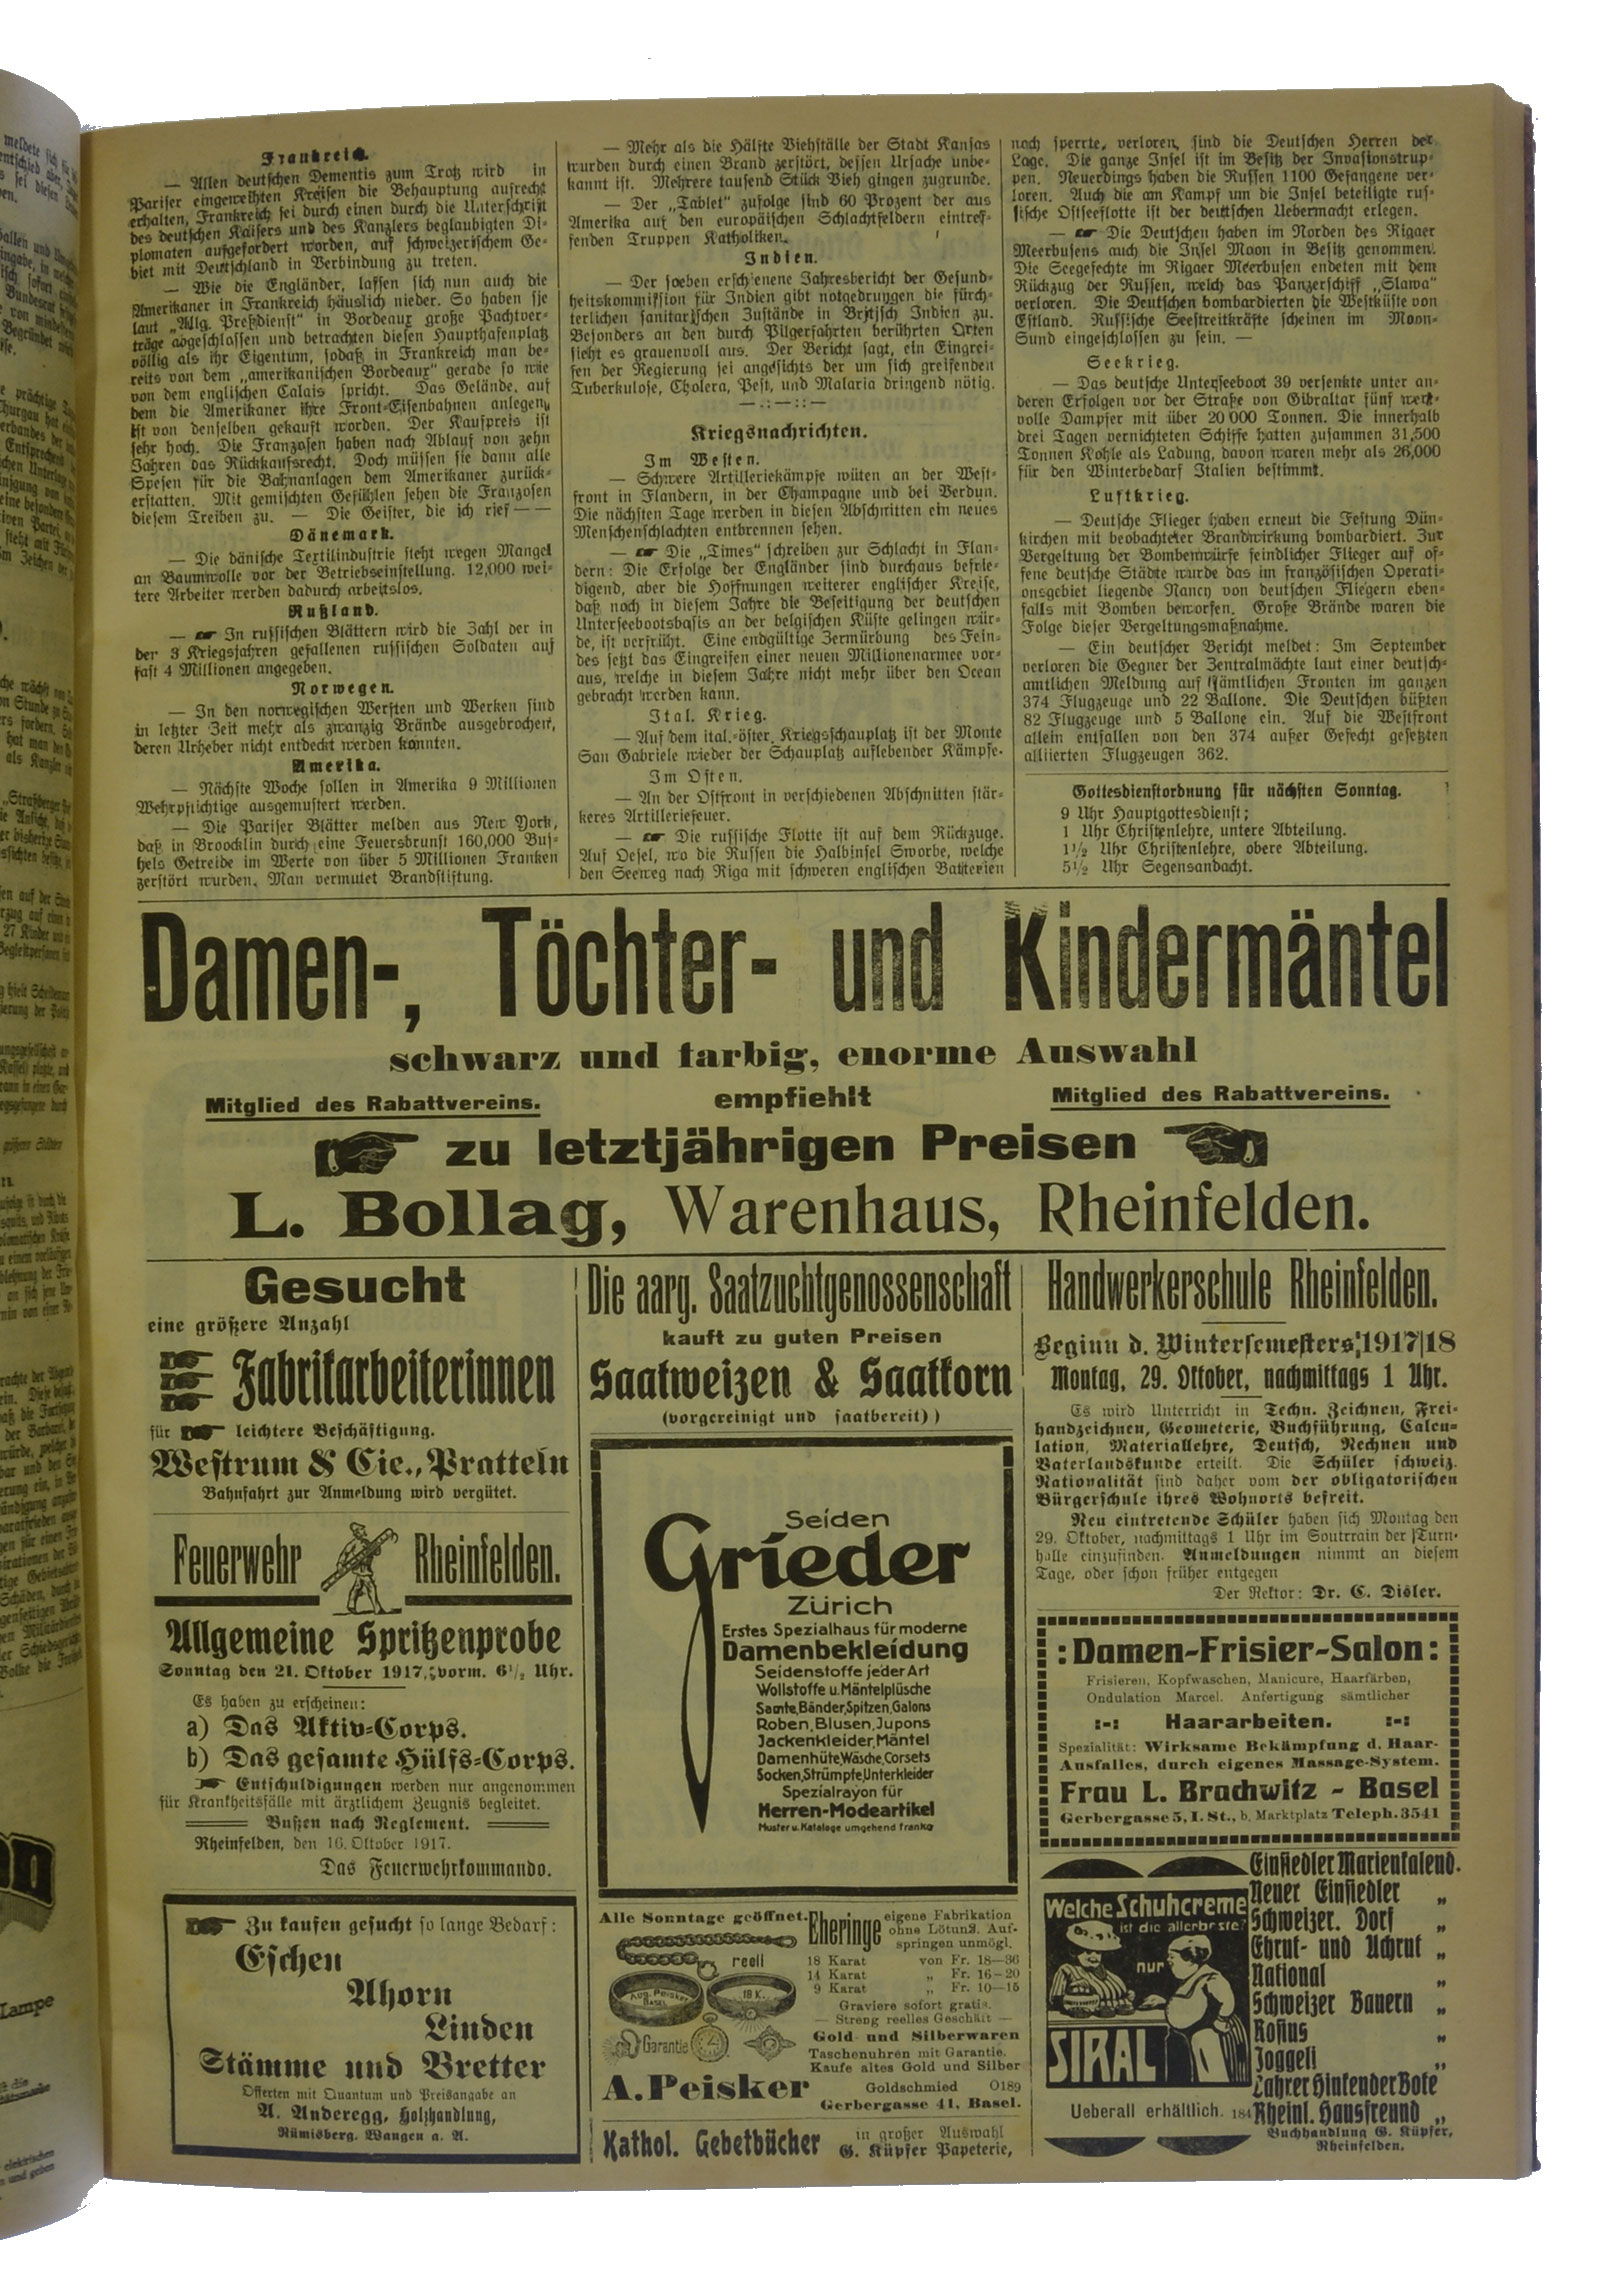 Frankreich.
— Allen deutschen Dementis zum Trotz wird in
Pariser eingeweihten Kreisen die Behauptung aufrecht
erhalten, Frankreich sei durch einen durch die Unterschrift
des deutschen Kaisers und des Kanzlers beglaubigten Di-
plomaten aufgefordert worden, auf schweizerischem Ge-
biet mit Deutschland in Verbindung zu treten.
— Wie die Engländer, lassen sich nun auch die
Amerikaner in Frankreich häuslich nieder. So haben sie
laut „Allg. Preßdienst" in Bordeaux große Pachtver-
träge abgeschlossen und betrachten diesen Haupthafenplatz
völlig als ihr Eigentum, sodaß in Frankreich man be-
reits von dem „amerikanischen Bordeaux" gerade so wie
von dem englischen Calais spricht. Das Gelände, auf
dem die Amerikaner ihre Front-Eisenbahnen anlegen,
ist von denselben gekauft worden. Der Kaufpreis ist
sehr hoch. Die Franzosen haben nach Ablauf von zehn
Jahren das Rückkaufsrecht. Doch müssen sie dann alle
Spesen für die Bahnanlagen dem Amerikaner zurück-
erstatten. Mit gemischten Gefühlen sehen die Franzosen
diesem Treiben zu. — Die Geister, die ich rief — —
Dänemark.
— Die dänische Textilindustrie steht wegen Mangel
an Baumwolle vor der Betriebseinstellung. 12,000 wei-
tere Arbeiter werden dadurch arbeitslos.
Rußland.
— ☛ In russischen Blättern wird die Zahl der in
der 3 Kriegsjahren gefallenen russischen Soldaten auf
fast 4 Millionen angegeben.
Norwegen.
— In den norwegischen Werften und Werken sind
in letzter Zeit mehr als zwanzig Brände ausgebrochen,
deren Urheber nicht entdeckt werden konnten.
Amerika.
— Nächste Woche sollen in Amerika 9 Millionen
Wehrpflichtige ausgemustert werden.
— Die Pariser Blätter melden aus New York,
daß in Broocklin durch eine Feuersbrunst 160,000 Bus-
hels Getreide im Werte von über 5 Millionen Franken
zerstört wurden. Man vermutet Brandstiftung.
— Mehr als die Hälfte Viehställe der Stadt Kansas
wurden durch einen Brand zerstört, dessen Ursache unbe-
kannt ist. Mehrere tausend Stück Vieh gingen zugrunde.
— Der „Tablet" zufolge sind 60 Prozent der aus
Amerika auf den europäischen Schlachtfeldern eintref-
fenden Truppen Katholiken.
Indien.
— Der soeben erschienene Jahresbericht der Gesund-
heitskommission für Indien gibt notgedrungen die fürch-
terlichen sanitarischen Zustände in Britisch Indien zu.
Besonders an den durch Pilgerfahrten berührten Orten
sieht es grauenvoll aus. Der Bericht sagt, ein Eingrei-
fen der Regierung sei angesichts der um sich greifenden
Tuberkulose, Cholera, Pest, und Malaria dringend nötig.
Kriegsnachrichten.
Im Westen.
— Schwere Artilleriekämpfe wüten an der West-
front in Flandern, in der Champagne und bei Verdun.
Die nächsten Tage werden in diesen Abschnitten ein neues
Menschenschlachten entbrennen sehen.
— ☛ Die „Times" schreiben zur Schlacht in Flan-
dern: Die Erfolge der Engländer sind durchaus befrie-
digend, aber die Hoffnungen weiterer englischer Kreise,
daß noch in diesem Jahre die Beseitigung der deutschen
Unterseebootsbasis an der belgischen Küste gelingen wür-
de, ist verfrüht. Eine endgültige Zermürbung des Fein-
des setzt das Eingreifen einer neuen Millionenarmee vor-
aus, welche in diesem Jahre nicht mehr über den Ocean
gebracht werden kann.
Ital. Krieg.
— Auf dem ital.-öster. Kriegsschauplatz ist der Monte
San Gabriele wieder der Schauplatz auflebender Kämpfe.
Im Osten.
— An der Ostfront in verschiedenen Abschnitten stär-
keres Artilleriefeuer.
— ☛ Die russische Flotte ist auf dem Rückzuge.
Auf Oesel, wo die Russen die Halbinsel Sworbe, welche
den Seeweg nach Riga mit schweren englischen Batterien
noch sperrte, verloren, sind die Deutschen Herren der
Lage. Die ganze Insel ist im Besitz der Invasionstrup-
pen. Neuerdings haben die Russen 1100 Gefangene ver-
loren. Auch die am Kampf um die Insel beteiligte rus-
sische Ostseeflotte ist der deutschen Uebermacht erlegen.
— ☛ Die Deutschen haben im Norden des Rigaer
Meerbusens auch die Insel Moon in Besitz genommen.
Die Seegefechte im Rigaer Meerbusen endeten mit dem
Rückzug der Russen, welch das Panzerschiff „Slawa"
verloren. Die Deutschen bombardierten die Westküste von
Estland. Russische Seestreitkräfte scheinen im Moon-
Sund eingeschlossen zu sein. —
Seekrieg.
— Das deutsche Unterseeboot 39 versenkte unter an-
deren Erfolgen vor der Straße von Gibraltar fünf wert-
volle Dampfer mit über 20 000 Tonnen. Die innerhalb
drei Tagen vernichteten Schiffe hatten zusammen 31,500
Tonnen Kohle als Ladung, davon waren mehr als 26,000
für den Winterbedarf Italien bestimmt.
Luftkrieg.
— Deutsche Flieger haben erneut die Festung Dün-
kirchen mit beobachteter Brandwirkung bombardiert. Zur
Vergeltung der Bombenwürfe feindlicher Flieger auf of-
fene deutsche Städte wurde das im französischen Operati-
onsgebiet liegende Nancy von deutschen Fliegern eben-
falls mit Bomben beworfen. Große Brände waren die
Folge dieser Vergeltungsmaßnahme.
— Ein deutscher Bericht meldet: Im September
verloren die Gegner der Zentralmächte laut einer deutsch-
amtlichen Meldung auf sämtlichen Fronten im ganzen
374 Flugzeuge und 22 Ballone. Die Deutschen büßten
82 Flugzeuge und 5 Ballone ein. Auf die Westfront
allein entfallen von den 374 außer Gefecht gesetzten
alliierten Flugzeugen 362.
Gottesdienstordnung für nächsten Sonntag.
9 Uhr Hauptgottesdienst;
1 Uhr Christenlehre, untere Abteilung.
1½ Uhr Christenlehre, obere Abteilung.
5½ Uhr Segensandacht.
Damen-, Töchter- und Kindermäntel
schwarz und farbig, enorme Auswahl
Mitglied des Rabattvereins. empfiehlt Mitglied des Rabattvereins.
zu letztjährigen Preisen
L. Bollag, Warenhaus, Rheinfelden.
Gesucht
eine größere Anzahl
Fabrikarbeiterinnen
für ☛ leichtere Beschäftigung.
Westrum & Cie., Pratteln
Bahnfahrt zur Anmeldung wird vergütet.
Feuerwehr Rheinfelden.
Allgemeine Spritzenprobe
Sonntag den 21. Oktober 1917, vorm. 6½ Uhr.
Es haben zu erscheinen:
a) Das Aktiv-Corps.
b) Das gesamte Hülfs-Corps.
☛ Entschuldigungen werden nur angenommen
für Krankheitsfälle mit ärztlichem Zeugnis begleitet.
Bußen nach Reglement.
Rheinfelden, den 16. Oktober 1917.
Das Feuerwehrkommando.
☛ Zu kaufen gesucht so lange Bedarf:
Eschen
Ahorn
Linden
Stämme und Bretter
Offerten mit Quantum und Preisangabe an
A. Anderegg, Holzhandlung,
Rümisberg. Wangen a. A.
Die aarg. Saatzuchtgenossenschaft
kauft zu guten Preisen
Saatweizen & Saatkorn
(vorgereinigt und saatbereit) )
Seiden
Grieder
Zürich
Erstes Spezialhaus für moderne
Damenbekleidung
Seidenstoffe jeder Art
Wollstoffe u. Mäntelplüsche
Samte, Bänder, Spitzen, Galons
Roben, Blusen, Jupons
Jackenkleider, Mäntel
Damenhüte, Wäsche, Corsets
Socken, Strümpfe, Unterkleider
Spezialrayon für
Herren-Modeartikel
Muster u. Kataloge umgehend franko
Alle Sonntage geöffnet.
reell
Aug. Peisker
BASEL
18 K.
Garantie
Eheringe eigene Fabrikation
ohne Lötung. Auf-
springen unmögl.
18 Karat von Fr. 18—36
14 Karat „ Fr. 16-20
9 Karat „ Fr. 10—15
Graviere sofort gratis.
— Streng reelles Geschäft —
Gold- und Silberwaren
Taschenuhren mit Garantie.
Kaufe altes Gold und Silber
A. Peisker Goldschmied O189
Gerbergasse 41, Basel.
Kathol. Gebetbücher in großer Auswahl
G. Küpfer Papeterie,
Handwerkerschule Rheinfelden.
Beginn d. Wintersemesters 1917/18
Montag, 29. Oktober, nachmittags 1 Uhr.
Es wird Unterricht in Techn. Zeichnen, Frei-
handzeichnen, Geometerie, Buchführung, Calcu-
lation, Materiallehre, Deutsch, Rechnen und
Vaterlandskunde erteilt. Die Schüler schweiz.
Nationalität sind daher vom der obligatorischen
Bürgerschule ihres Wohnorts befreit.
Neu eintretende Schüler haben sich Montag den
29. Oktober, nachmittags 1 Uhr im Soutrrain der Turn-
halle einzufinden. Anmeldungen nimmt an diesem
Tage, oder schon früher entgegen
Der Rektor: Dr. C. Disler.
:Damen-Frisier-Salon:
Frisieren, Kopfwaschen, Manicure, Haarfärben,
Ondulation Marcel. Anfertigung sämtlicher
:-: Haararbeiten. :-:
Spezialität: Wirksame Bekämpfung d. Haar-
Ausfalles, durch eigenes Massage-System.
Frau L. Brachwitz - Basel
Gerbergasse 5, I. St., b. Marktplatz Teleph. 3541
Welche Schuhcreme
ist die allerbeste?
nur
SIRAL
Ueberall erhältlich. 184
Einsiedler Marienkalend.
Neuer Einsiedler „
Schweizer. Dorf „
Ehrut- und Uchrut „
National „
Schweizer Bauern „
Rosius „
Joggeli „
Lahrer Hintender Bote
Rheinl. Hausfreund „
Buchhandlung G. Küpfer,
Rheinfelden.